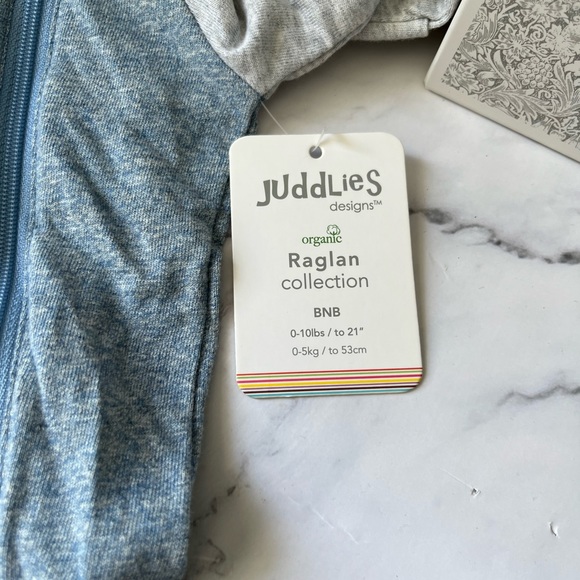 JUDDLIES
designs™
organic
Raglan
collection
BNB
0-10lbs / to 21"
0-5kg / to 53cm